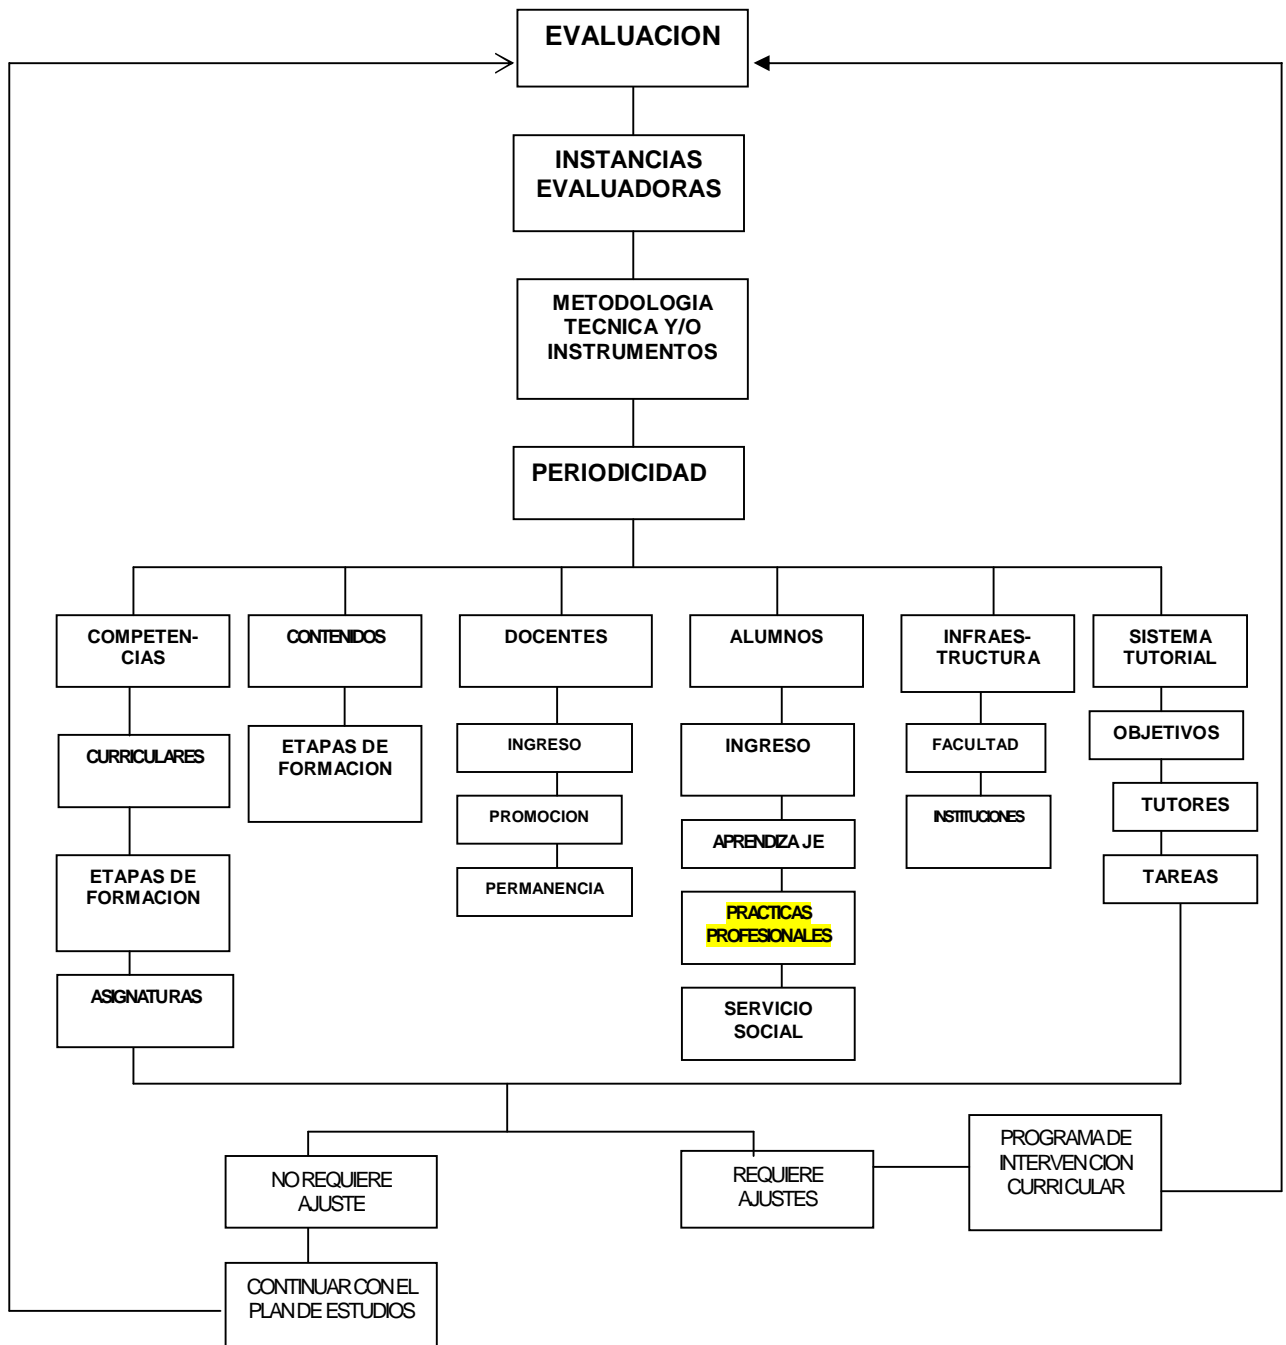 EVALUACION
INSTANCIAS
EVALUADORAS
METODOLOGIA
TECNICA Y/O
INSTRUMENTOS
PERIODICIDAD
COMPETEN-
CIAS
CONTENIDOS
DOCENTES
ALUMNOS
INFRAES-
TRUCTURA
SISTEMA
TUTORIAL
CURRICULARES
ETAPAS DE
FORMACION
INGRESO
INGRESO
FACULTAD
OBJETIVOS
PROMOCION
INSTITUCIONES
TUTORES
ETAPAS DE
FORMACION
PERMANENCIA
APRENDIZA JE
TAREAS
PRACTICAS
PROFESIONALES
ASIGNATURAS
SERVICIO
SOCIAL
NO REQUIERE
AJUSTE
REQUIERE
AJUSTES
PROGRAMA DE
INTERVENCION
CURRICULAR
CONTINUAR CON EL
PLAN DE ESTUDIOS